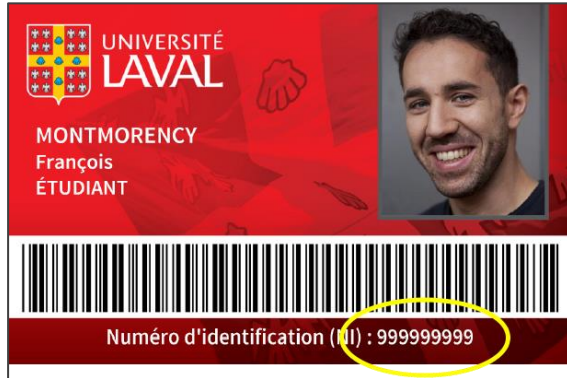 UNIVERSITÉ
LAVAL
MONTMORENCY
François
ÉTUDIANT
Numéro d'identification (NI) : 999999999